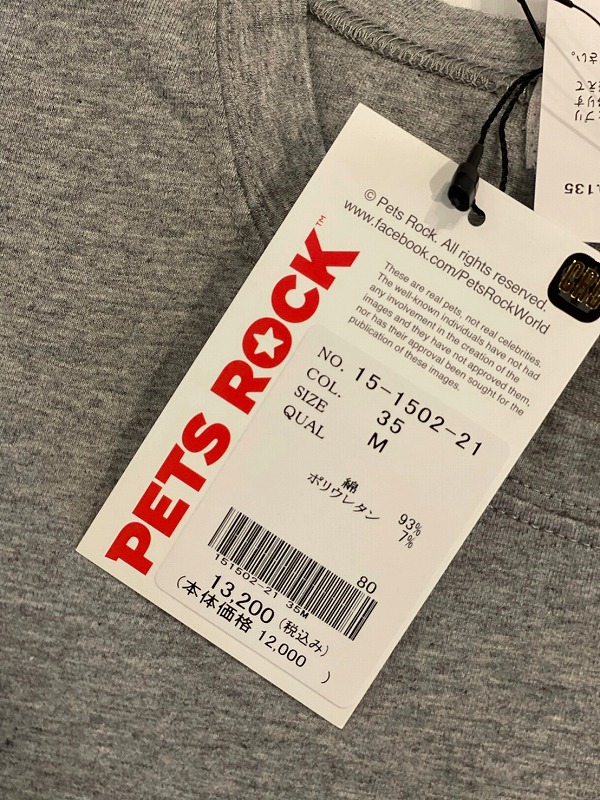 PETS ROCK™
© Pets Rock. All rights reserved.
www.facebook.com/PetsRockWorld
These are real pets, not real celebrities.
The well-known individuals have not had
any involvement in the creation of the
images and they have not approved them,
nor has their approval been sought for the
publication of these images.
NO. 15-1502-21
COL. 35
SIZE M
QUAL
綿 93%
ポリウレタン 7%
80
151502-21 35M
13,200 (税込み)
(本体価格 12,000 )
さい。
135